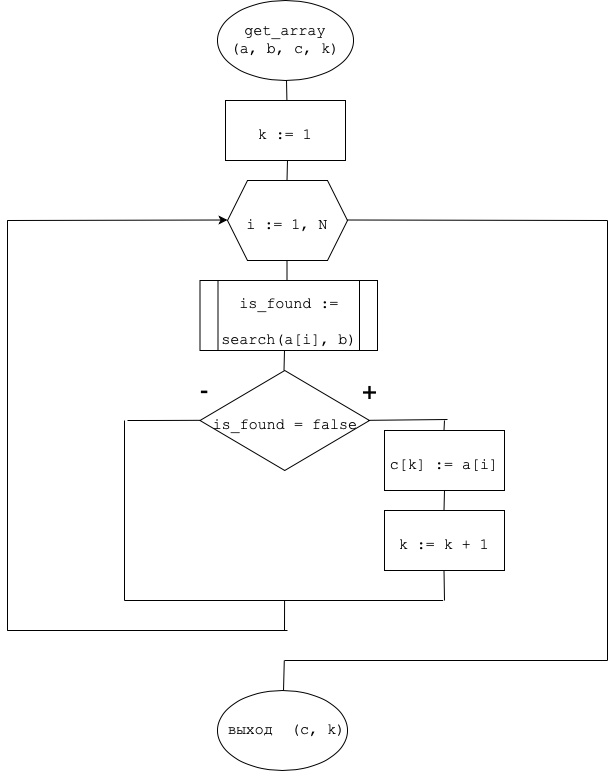 get_array
(a, b, c, k)
k := 1
i := 1, N
is_found :=
search(a[i], b)
-
+
is_found = false
c[k] := a[i]
k := k + 1
выход (c, k)